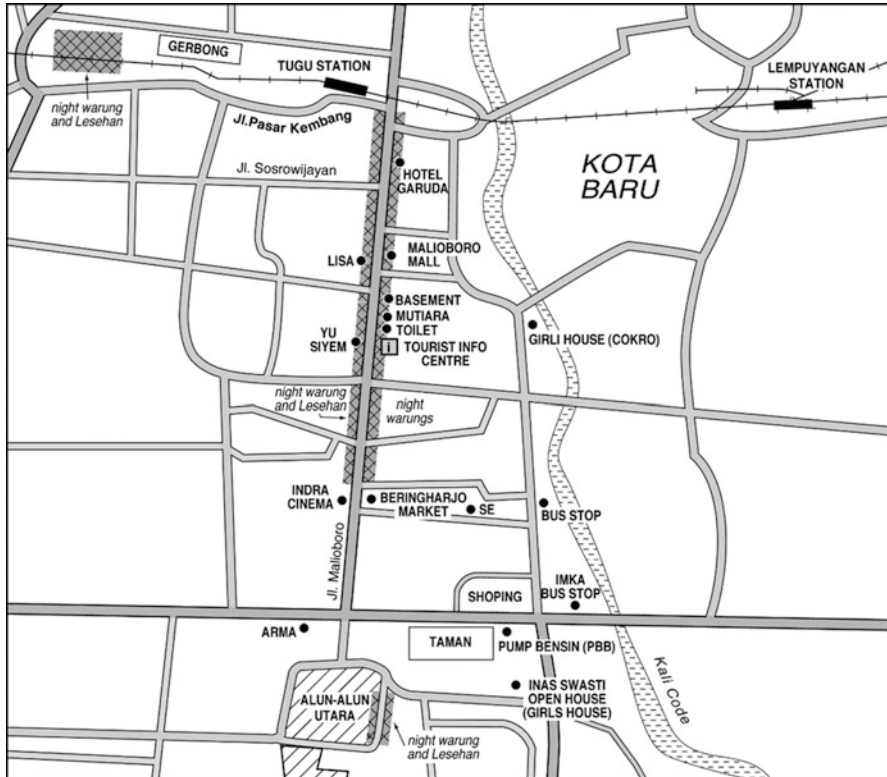 GERBONG
TUGU STATION
LEMPUYANGAN
STATION
night warung
and Lesehan
Jl.Pasar Kembang
Jl. Sosrowijayan
HOTEL
GARUDA
KOTA
BARU
LISA
MALIOBORO
MALL
BASEMENT
MUTIARA
TOILET
YU
SIYEM
i
TOURIST INFO
CENTRE
GIRLI HOUSE (COKRO)
night warung
and Lesehan
night
warungs
INDRA
CINEMA
BERINGHARJO
MARKET
SE
BUS STOP
Jl. Malioboro
SHOPING
IMKA
BUS STOP
ARMA
TAMAN
PUMP BENSIN (PBB)
Kali Code
ALUN-ALUN
UTARA
INAS SWASTI
OPEN HOUSE
(GIRLS HOUSE)
night warung
and Lesehan